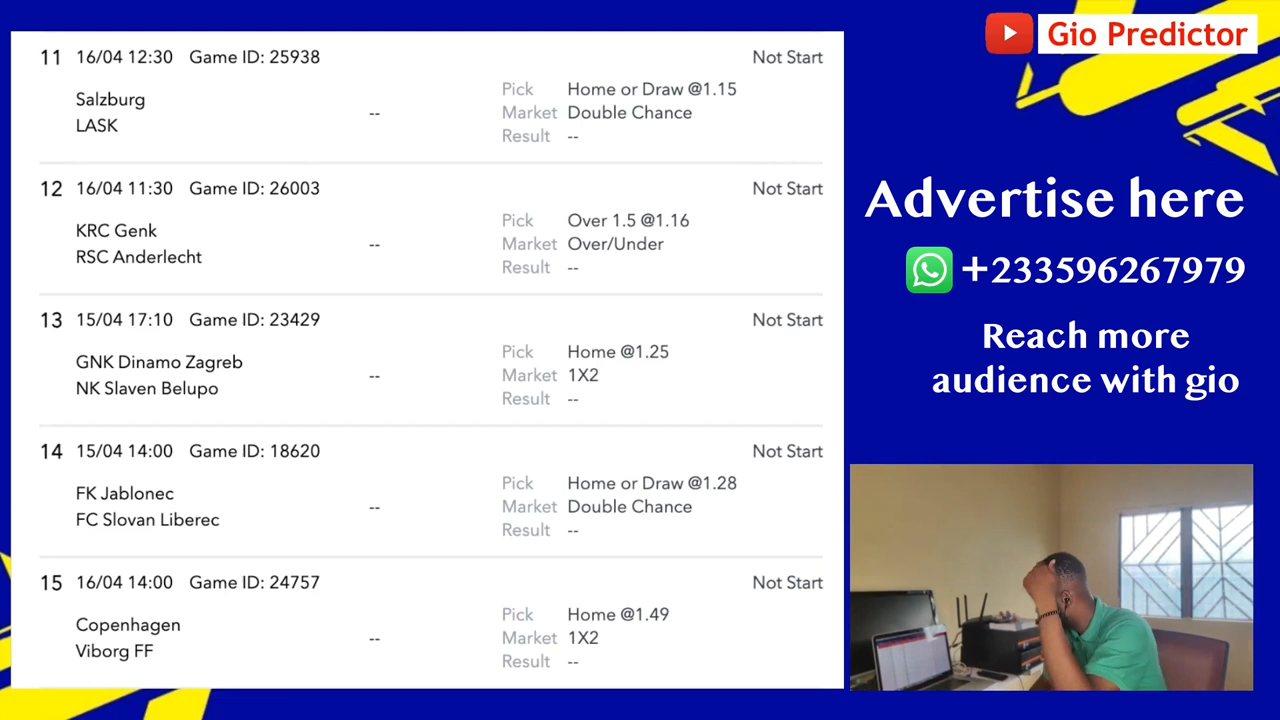 Gio Predictor
11 16/04 12:30 Game ID: 25938 Not Start
Salzburg
LASK
--
Pick Home or Draw @1.15
Market Double Chance
Result --
12 16/04 11:30 Game ID: 26003 Not Start
KRC Genk
RSC Anderlecht
--
Pick Over 1.5 @1.16
Market Over/Under
Result --
13 15/04 17:10 Game ID: 23429 Not Start
GNK Dinamo Zagreb
NK Slaven Belupo
--
Pick Home @1.25
Market 1X2
Result --
14 15/04 14:00 Game ID: 18620 Not Start
FK Jablonec
FC Slovan Liberec
--
Pick Home or Draw @1.28
Market Double Chance
Result --
15 16/04 14:00 Game ID: 24757 Not Start
Copenhagen
Viborg FF
--
Pick Home @1.49
Market 1X2
Result --
Advertise here
+233596267979
Reach more
audience with gio